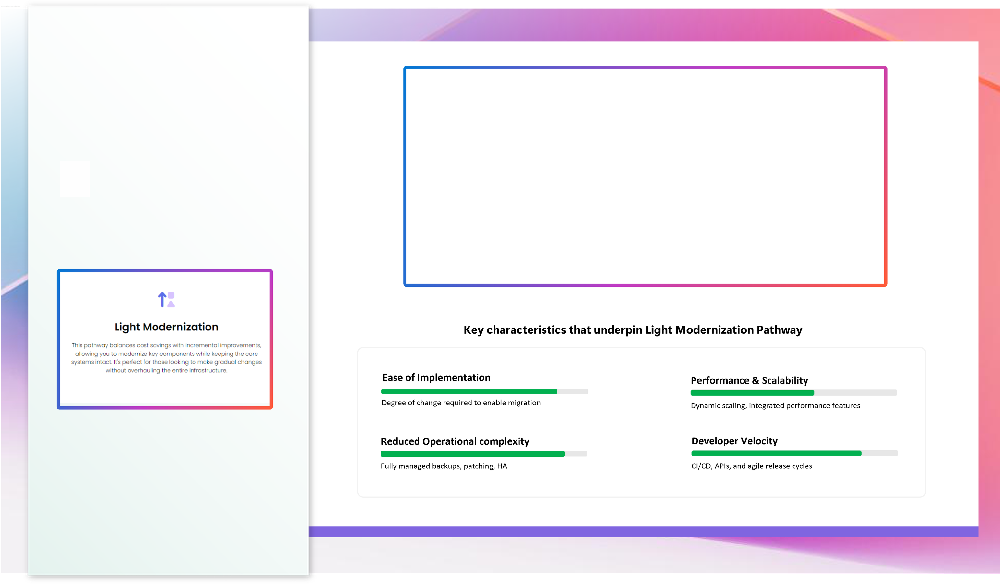 Light Modernization
This pathway balances cost savings with incremental improvements,
allowing you to modernize key components while keeping the core
systems intact. It's perfect for those looking to make gradual changes
without overhauling the entire infrastructure.
Key characteristics that underpin Light Modernization Pathway
Ease of Implementation
Degree of change required to enable migration
Performance & Scalability
Dynamic scaling, integrated performance features
Reduced Operational complexity
Fully managed backups, patching, HA
Developer Velocity
CI/CD, APIs, and agile release cycles